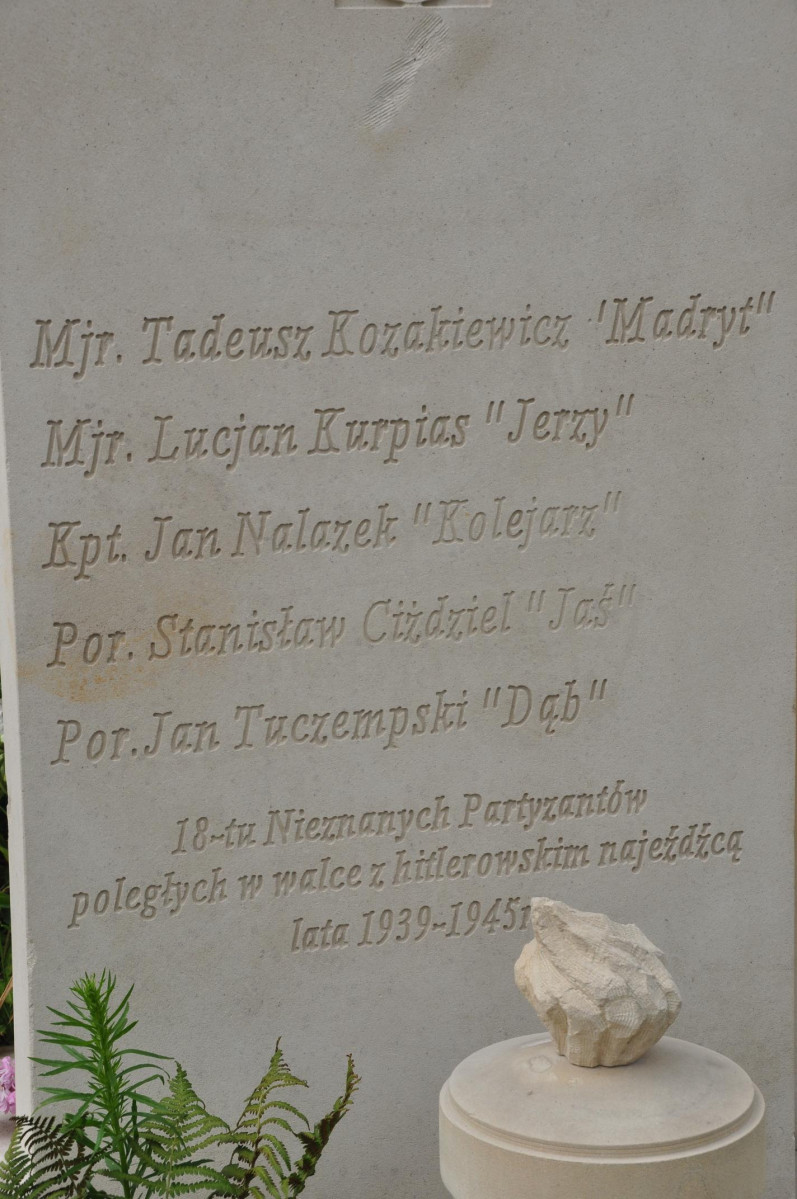 Mjr. Tadeusz Kozakiewicz 'Madryt"
Mjr. Lucjan Kurpias "Jerzy"
Kpt. Jan Nalazek "Kolejarz"
Por. Stanisław Ciżdziel "Jaś"
Por. Jan Tuczempski "Dąb"
18-tu Nieznanych Partyzantów
poległych w walce z hitlerowskim najeźdźcą
lata 1939-1945r